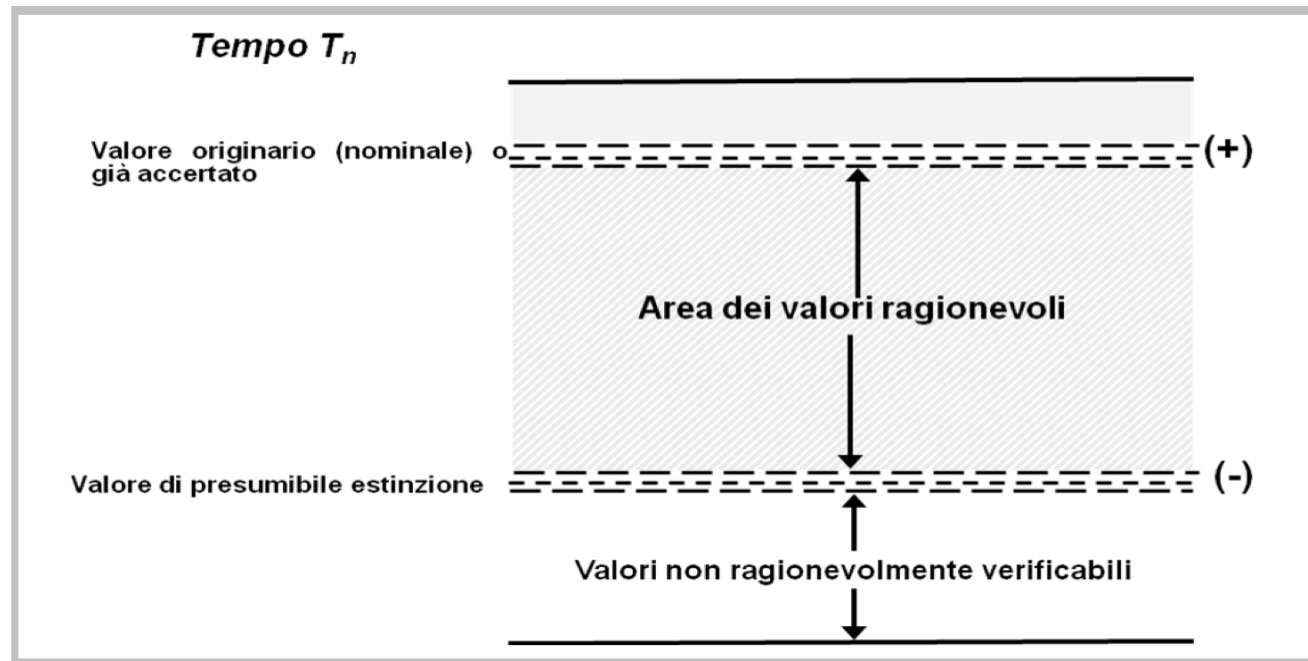 Tempo Tn
Valore originario (nominale) o
già accertato
(+)
Area dei valori ragionevoli
Valore di presumibile estinzione
(-)
Valori non ragionevolmente verificabili